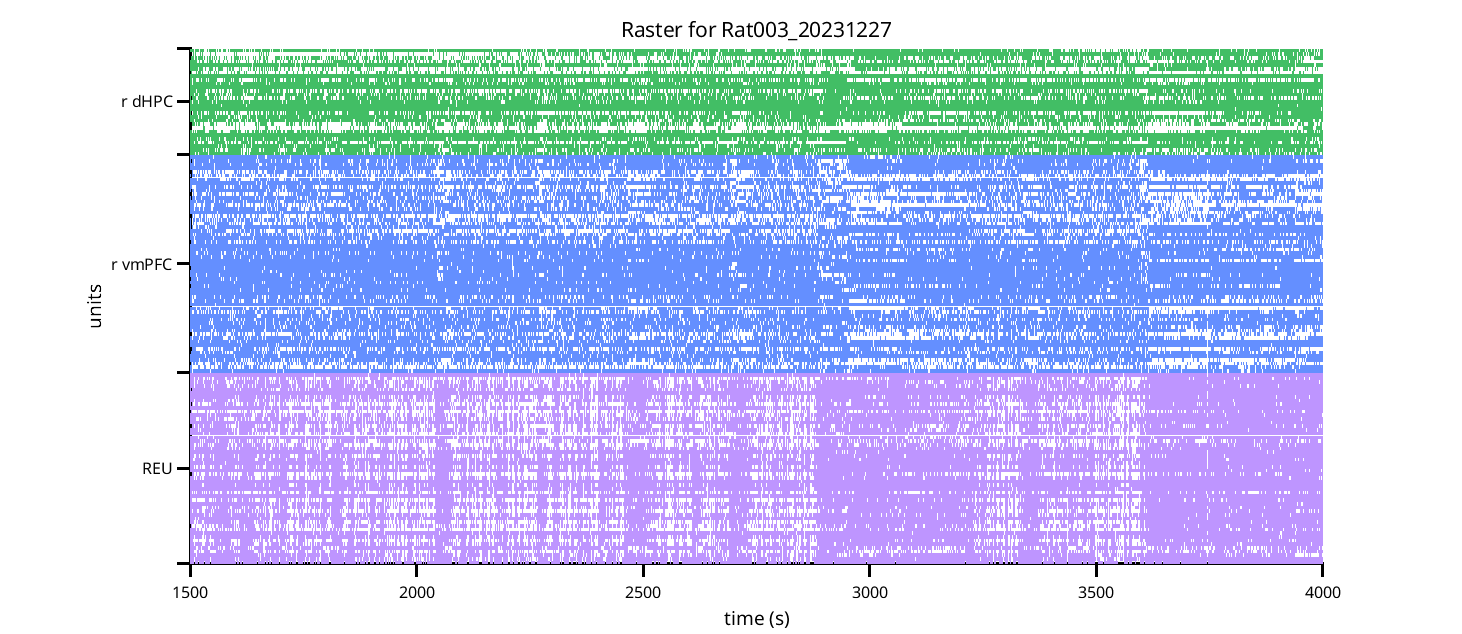 Raster for Rat003_20231227
r dHPC
r vmPFC
units
REU
1500 2000 2500 3000 3500 4000
time (s)